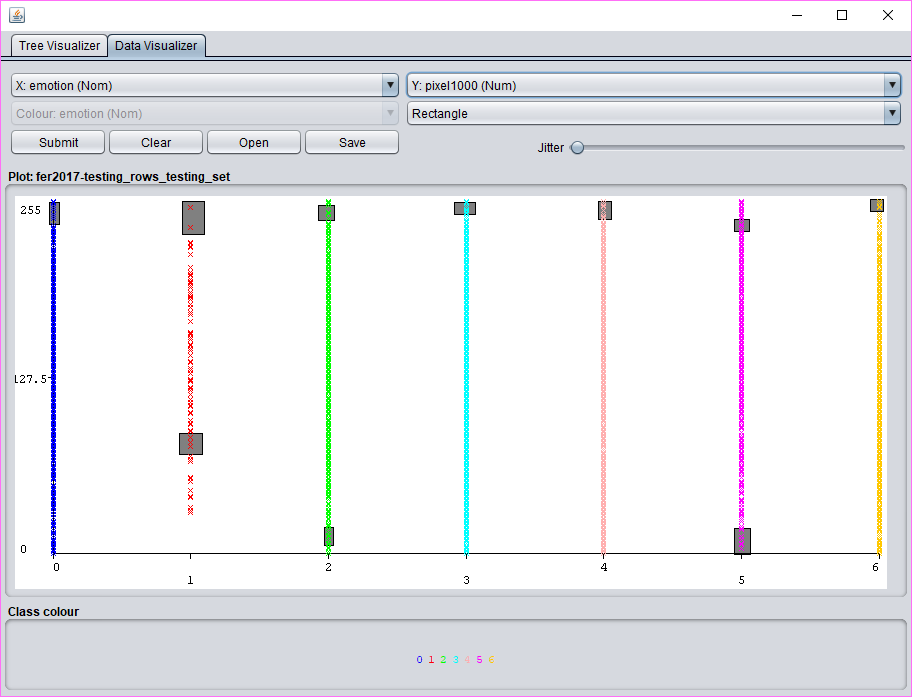 Tree Visualizer Data Visualizer
X: emotion (Nom) Y: pixel1000 (Num)
Colour: emotion (Nom) Rectangle
Submit Clear Open Save Jitter
Plot: fer2017-testing_rows_testing_set
255
127.5
0
0 2 4 6
1 3 5
Class colour
0 1 2 3 4 5 6